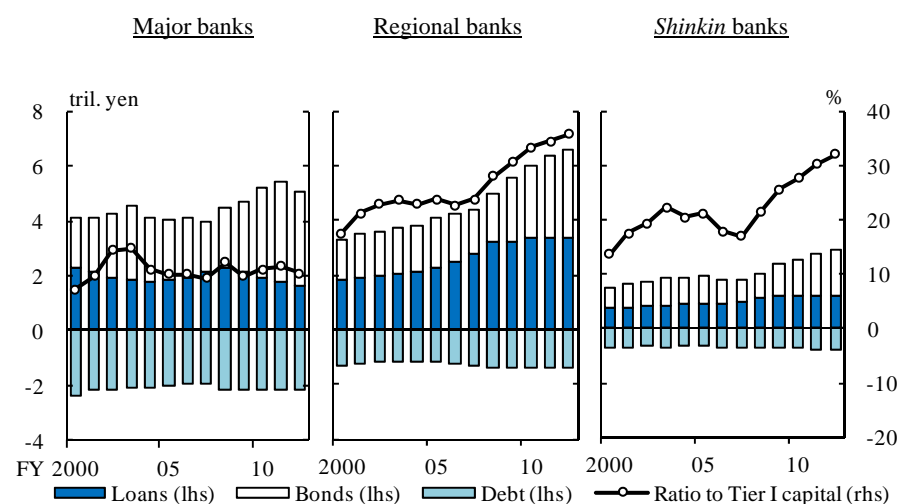 Major banks Regional banks Shinkin banks
tril. yen %
8 40
6 30
4 20
2 10
0 0
-2 -10
-4 -20
FY 2000 05 10 2000 05 10 2000 05 10
Loans (lhs) Bonds (lhs) Debt (lhs) Ratio to Tier I capital (rhs)